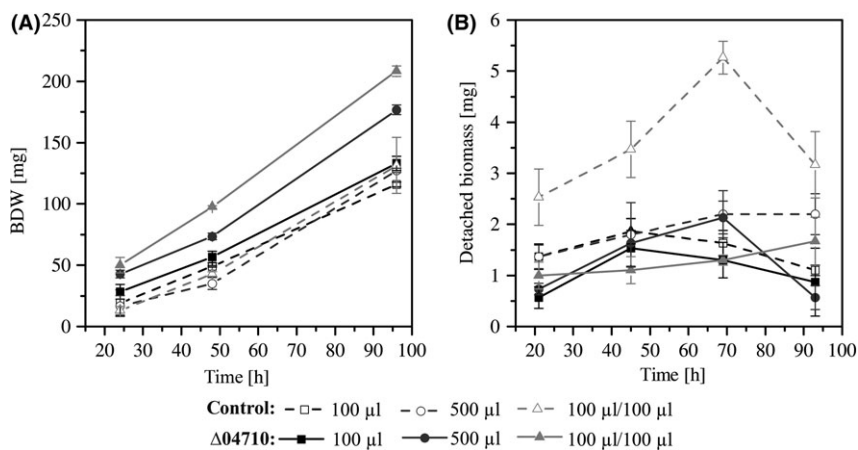 (A)
(B)
250
200
150
100
50
0
BDW [mg]
20 30 40 50 60 70 80 90 100
Time [h]
6
5
4
3
2
1
0
Detached biomass [mg]
20 30 40 50 60 70 80 90 100
Time [h]
Control: 100 µl 500 µl 100 µl/100 µl
Δ04710: 100 µl 500 µl 100 µl/100 µl